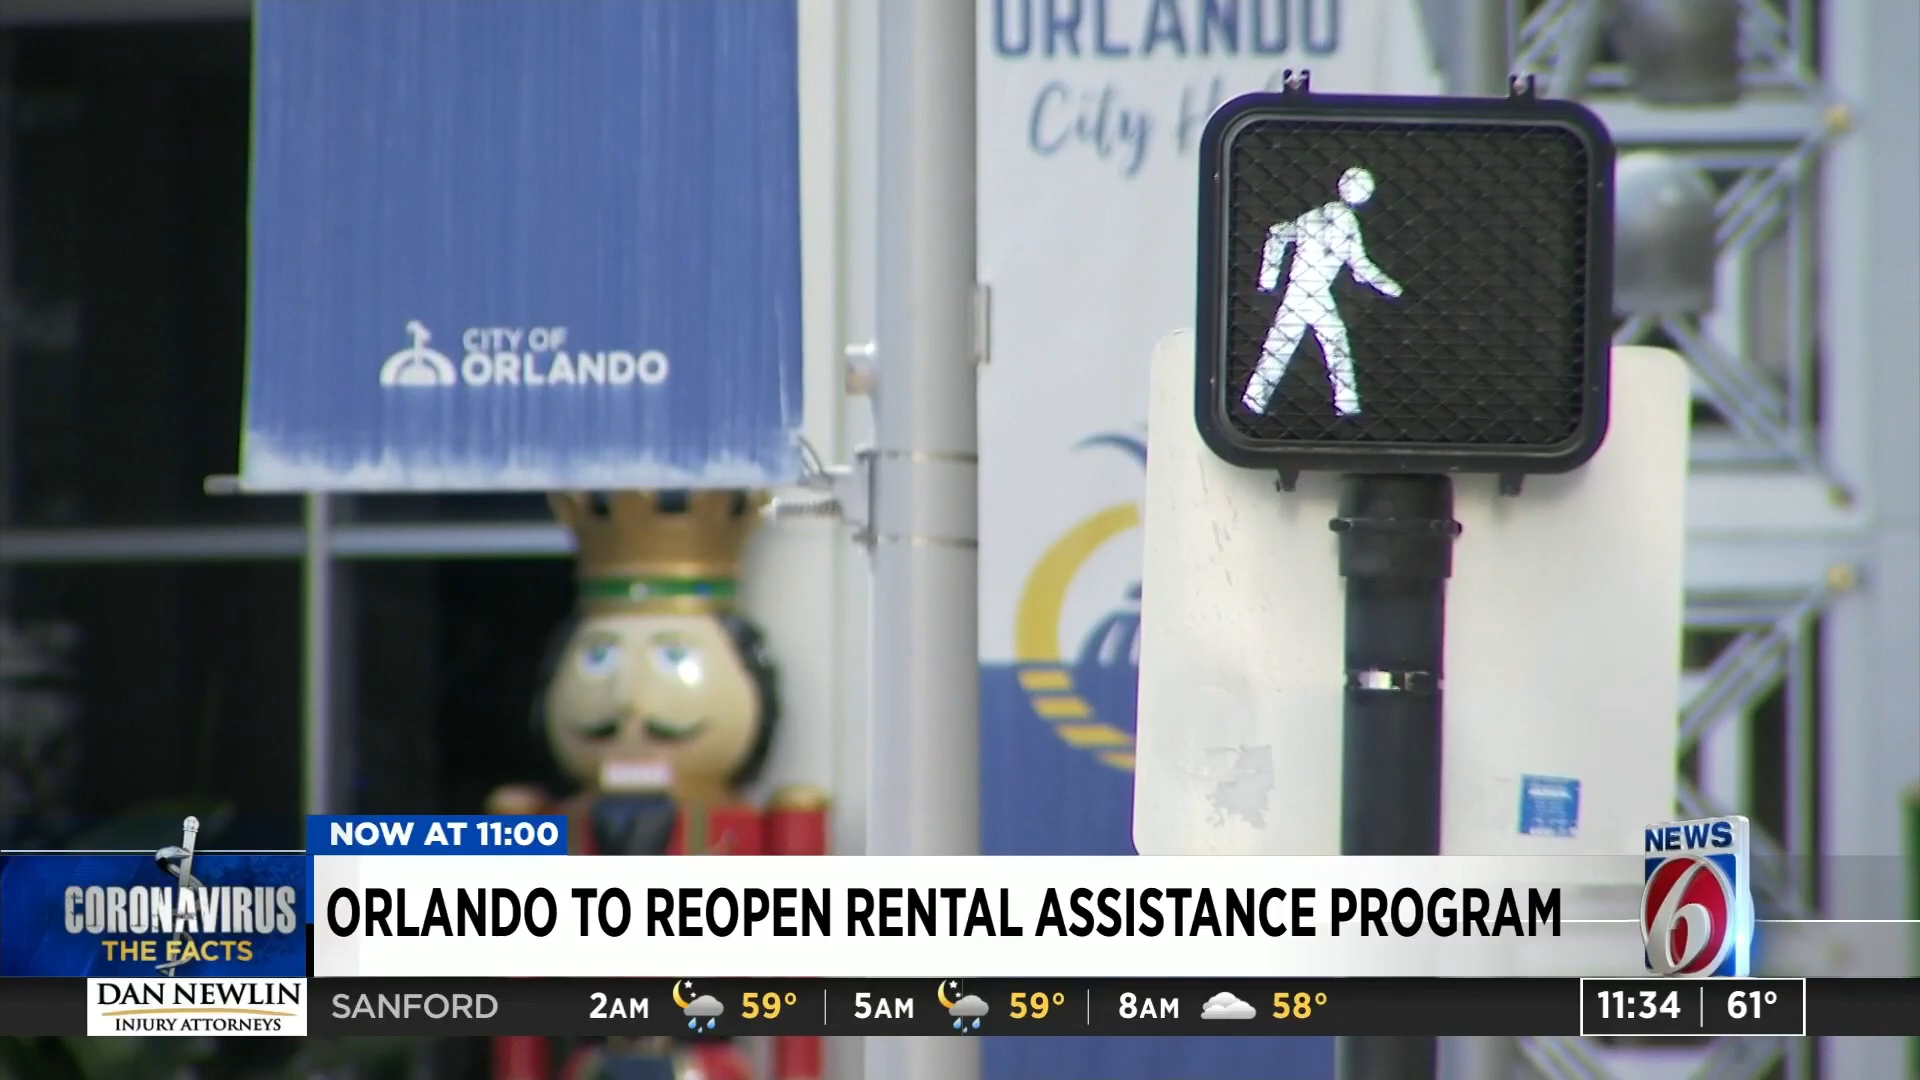 ORLANDO
City
CITY OF
ORLANDO
NOW AT 11:00
CORONAVIRUS
THE FACTS
ORLANDO TO REOPEN RENTAL ASSISTANCE PROGRAM
NEWS
6
DAN NEWLIN
INJURY ATTORNEYS
SANFORD 2AM 59° 5AM 59° 8AM 58°
11:34 61°